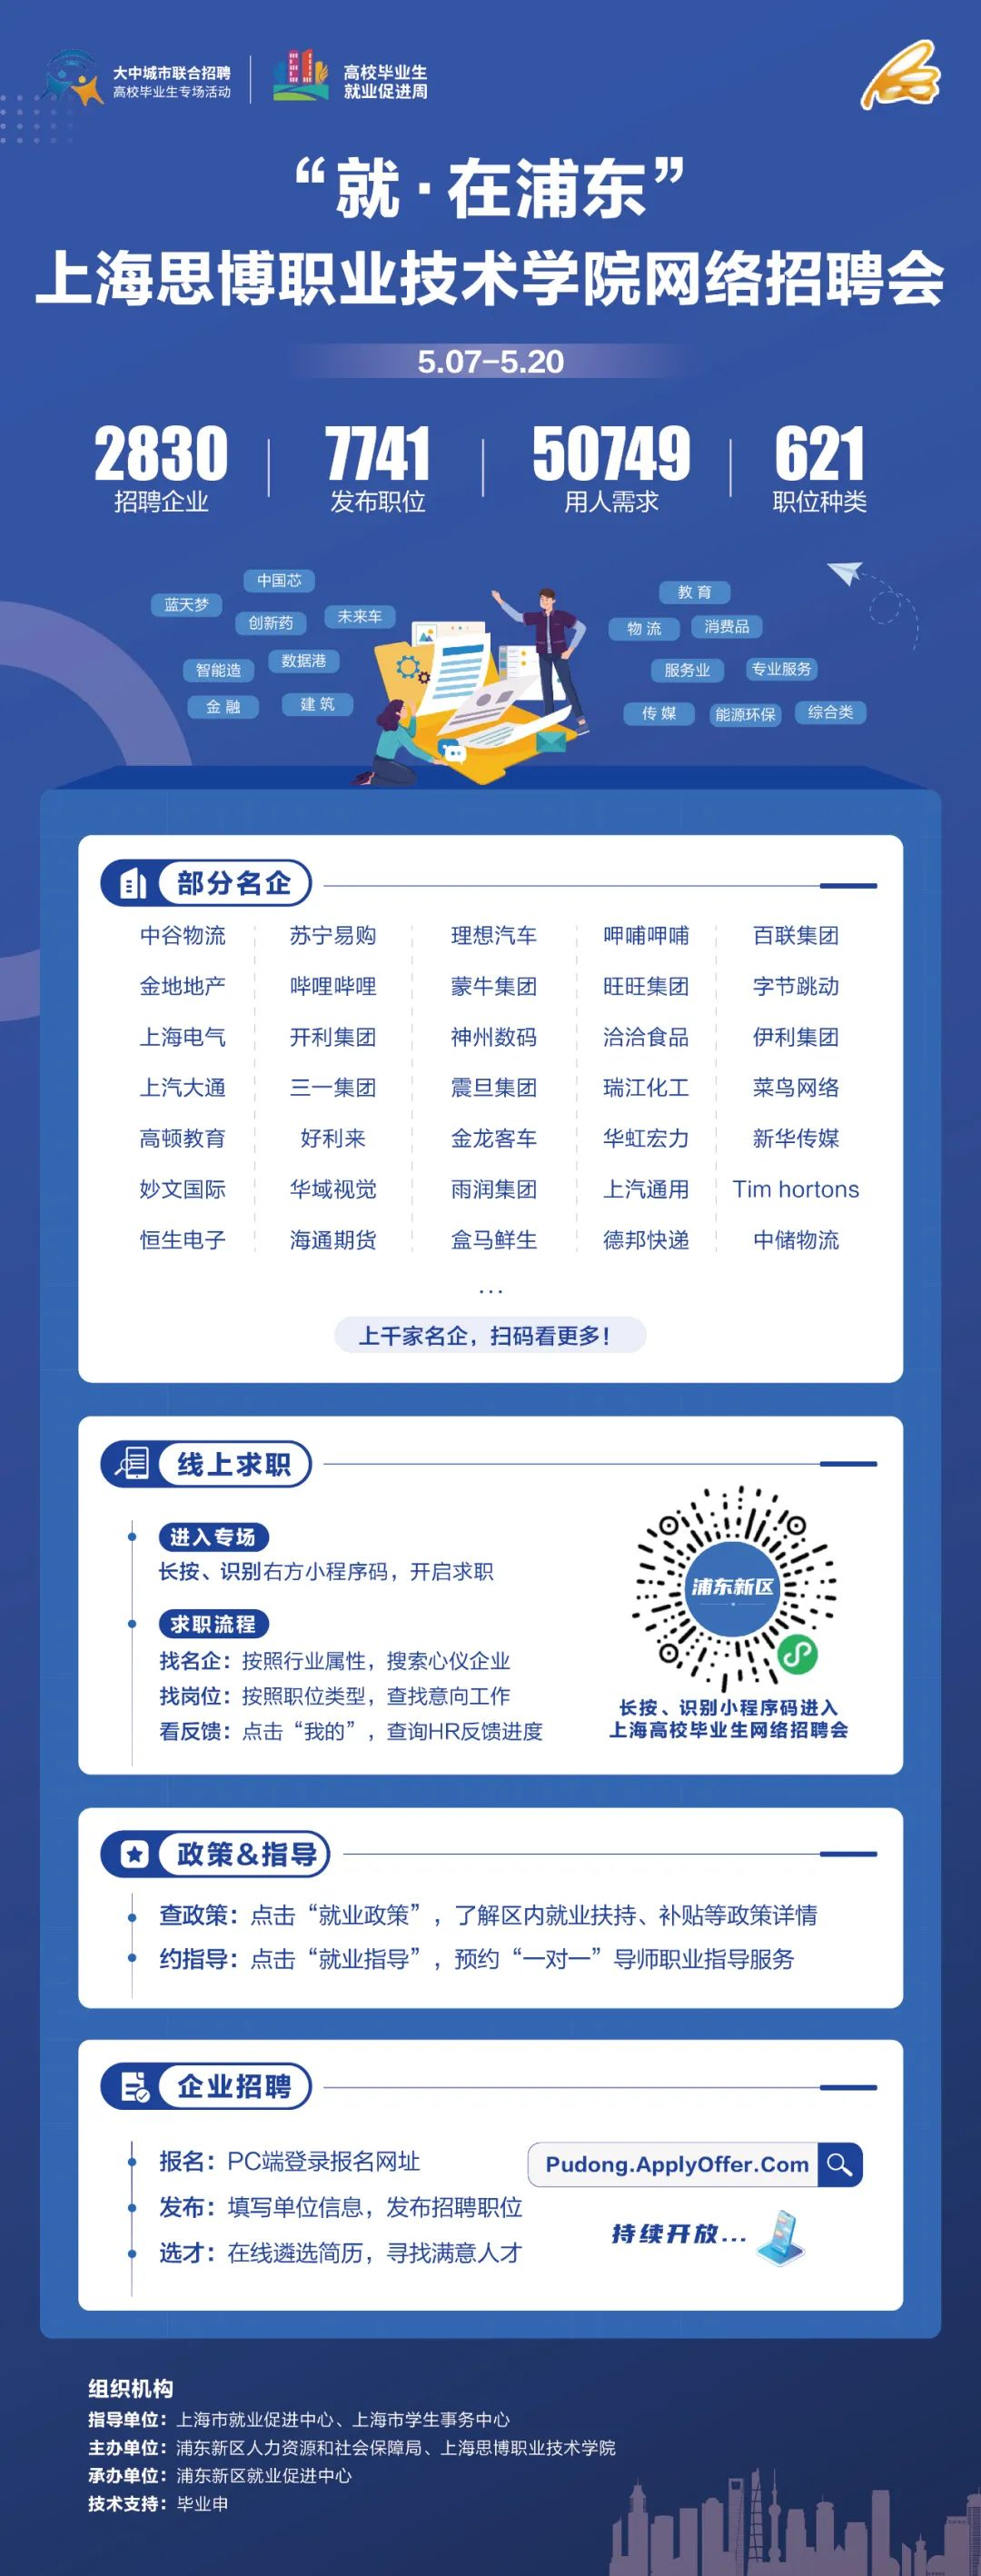 大中城市联合招聘
高校毕业生专场活动
高校毕业生
就业促进周
“就·在浦东”
上海思博职业技术学院网络招聘会
5.07-5.20
2830 7741 50749 621
招聘企业 发布职位 用人需求 职位种类
中国芯
蓝天梦
创新药
未来车
智能造
数据港
金融
建筑
教育
物流
消费品
服务业
专业服务
传媒
能源环保
综合类
部分名企
中谷物流 苏宁易购 理想汽车 呷哺呷哺 百联集团
金地地产 哔哩哔哩 蒙牛集团 旺旺集团 字节跳动
上海电气 开利集团 神州数码 洽洽食品 伊利集团
上汽大通 三一集团 震旦集团 瑞江化工 菜鸟网络
高顿教育 好利来 金龙客车 华虹宏力 新华传媒
妙文国际 华域视觉 雨润集团 上汽通用 Tim hortons
恒生电子 海通期货 盒马鲜生 德邦快递 中储物流
...
上千家名企，扫码看更多！
线上求职
进入专场
长按、识别右方小程序码，开启求职
求职流程
找名企：按照行业属性，搜索心仪企业
找岗位：按照职位类型，查找意向工作
看反馈：点击“我的”，查询HR反馈进度
浦东新区
长按、识别小程序码进入
上海高校毕业生网络招聘会
政策&指导
查政策：点击“就业政策”，了解区内就业扶持、补贴等政策详情
约指导：点击“就业指导”，预约“一对一”导师职业指导服务
企业招聘
报名：PC端登录报名网址
Pudong.ApplyOffer.Com
发布：填写单位信息，发布招聘职位
持续开放...
选才：在线遴选简历，寻找满意人才
组织机构
指导单位：上海市就业促进中心、上海市学生事务中心
主办单位：浦东新区人力资源和社会保障局、上海思博职业技术学院
承办单位：浦东新区就业促进中心
技术支持：毕业申